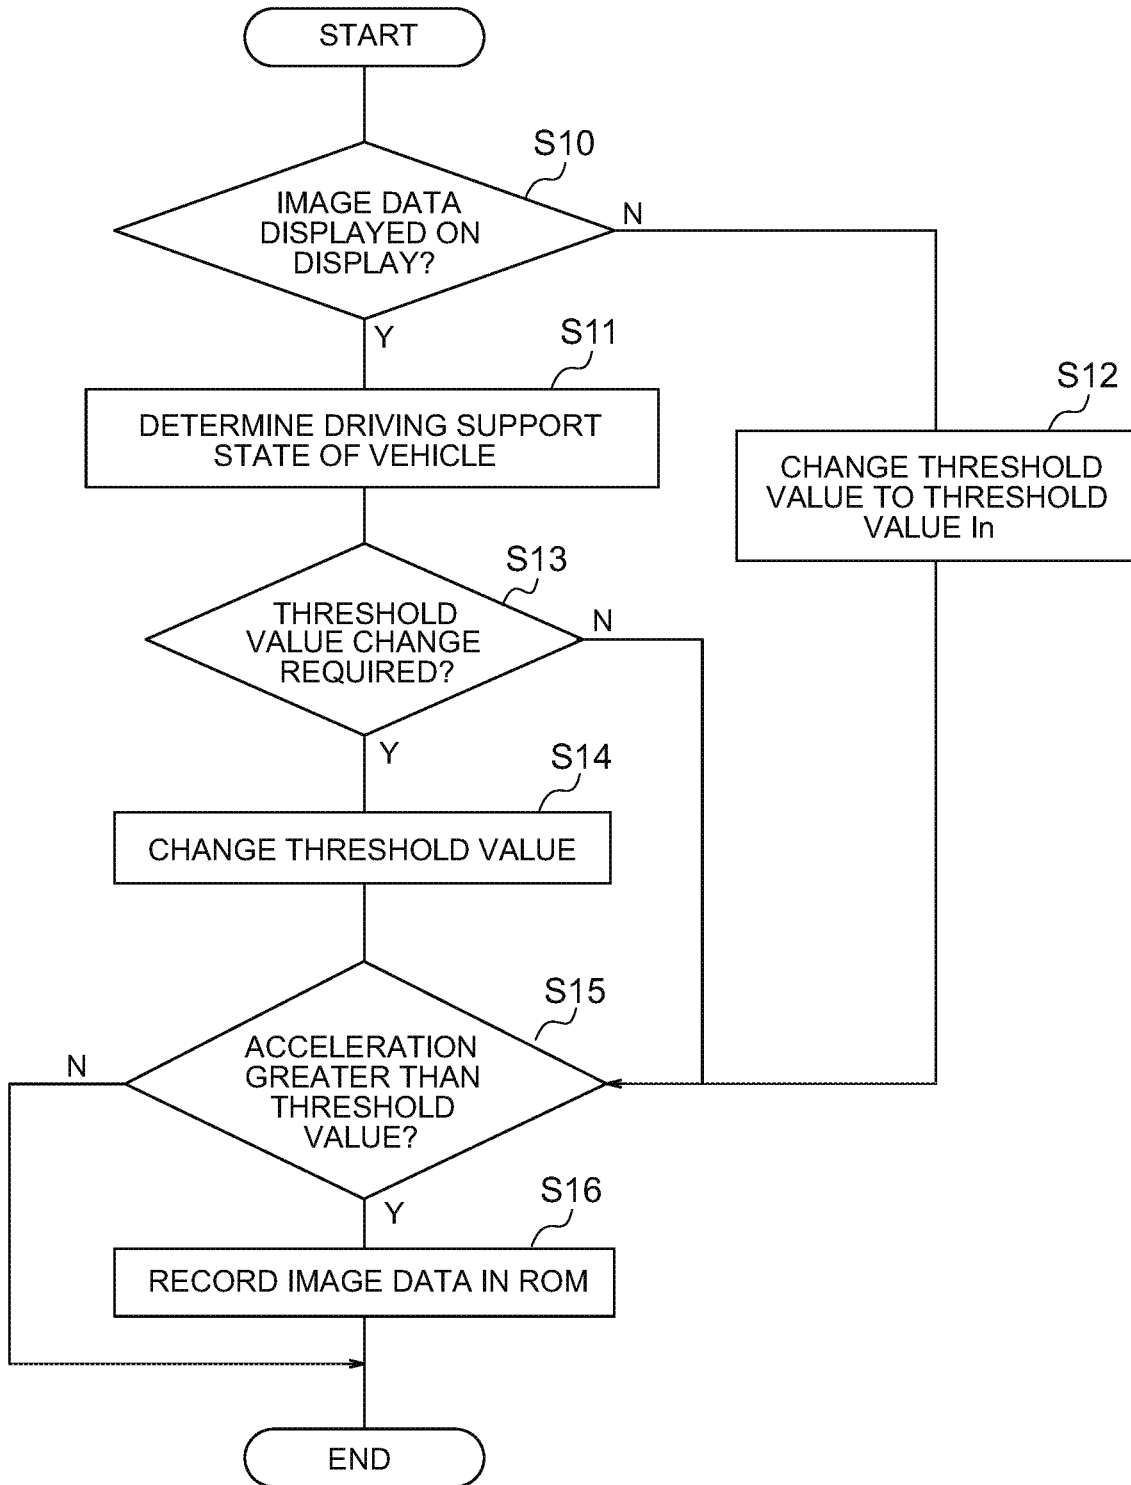 START
S10
IMAGE DATA
DISPLAYED ON
DISPLAY?
N
Y
S11
DETERMINE DRIVING SUPPORT
STATE OF VEHICLE
S12
CHANGE THRESHOLD
VALUE TO THRESHOLD
VALUE In
S13
THRESHOLD
VALUE CHANGE
REQUIRED?
N
Y
S14
CHANGE THRESHOLD VALUE
S15
ACCELERATION
GREATER THAN
THRESHOLD
VALUE?
N
Y
S16
RECORD IMAGE DATA IN ROM
END